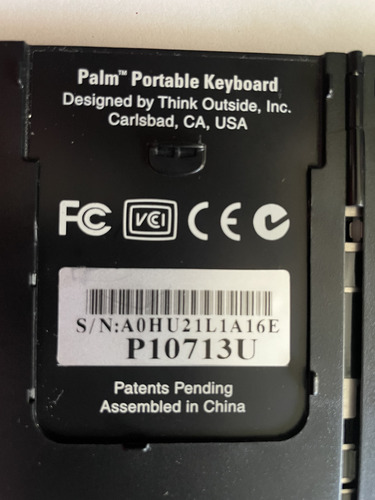 Palm™ Portable Keyboard
Designed by Think Outside, Inc.
Carlsbad, CA, USA
FC VCI CE
S/N:A0HU21L1A16E
P10713U
Patents Pending
Assembled in China